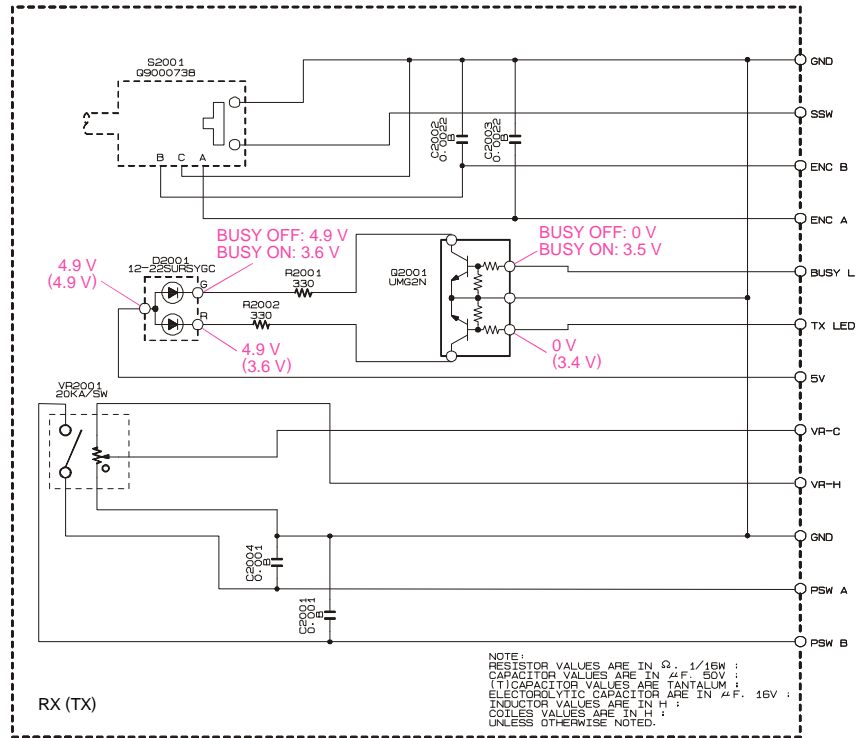 S2001
Q9000738
B C A
C2002
0.0022
B
C2003
0.0022
B
GND
SSW
ENC B
ENC A
BUSY OFF: 4.9 V
BUSY ON: 3.6 V
BUSY OFF: 0 V
BUSY ON: 3.5 V
4.9 V
(4.9 V)
D2001
12-22SURSYGC
G
R
R2001
330
R2002
330
Q2001
UMG2N
BUSY L
TX LED
4.9 V
(3.6 V)
0 V
(3.4 V)
5V
VR2001
20KA/SW
VR-C
VR-H
GND
C2004
0.001
B
C2001
0.001
B
PSW A
PSW B
RX (TX)
NOTE:
RESISTOR VALUES ARE IN Ω. 1/16W ;
CAPACITOR VALUES ARE IN μF. 50V ;
(T)CAPACITOR VALUES ARE TANTALUM ;
ELECTOROLYTIC CAPACITOR ARE IN μF. 16V ;
INDUCTOR VALUES ARE IN H ;
COILES VALUES ARE IN H ;
UNLESS OTHERWISE NOTED.